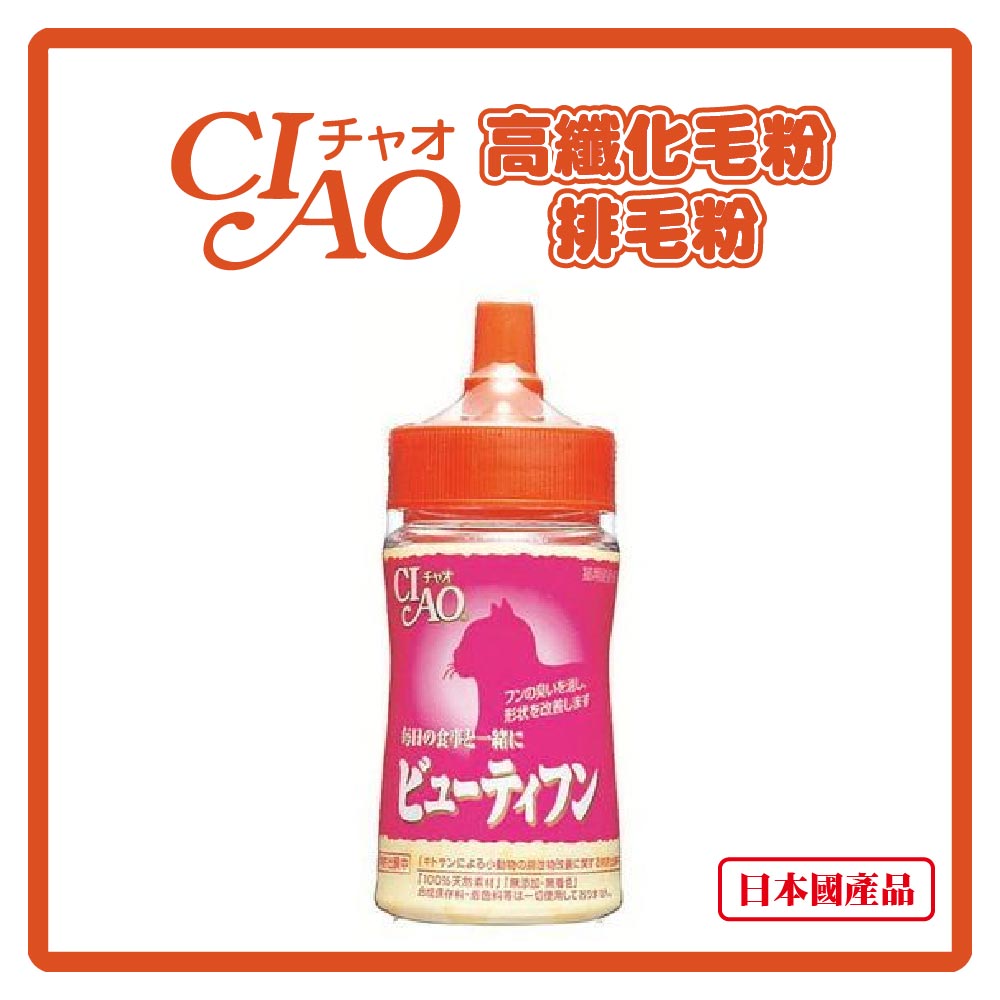 CIAO チャオ
高纖化毛粉
排毛粉
CIAO チャオ
フンの臭いを消し、
形状を改善します
毎日の食事と一緒に
ビューティフン
「100%天然素材」「無添加・無着色」
日本國產品